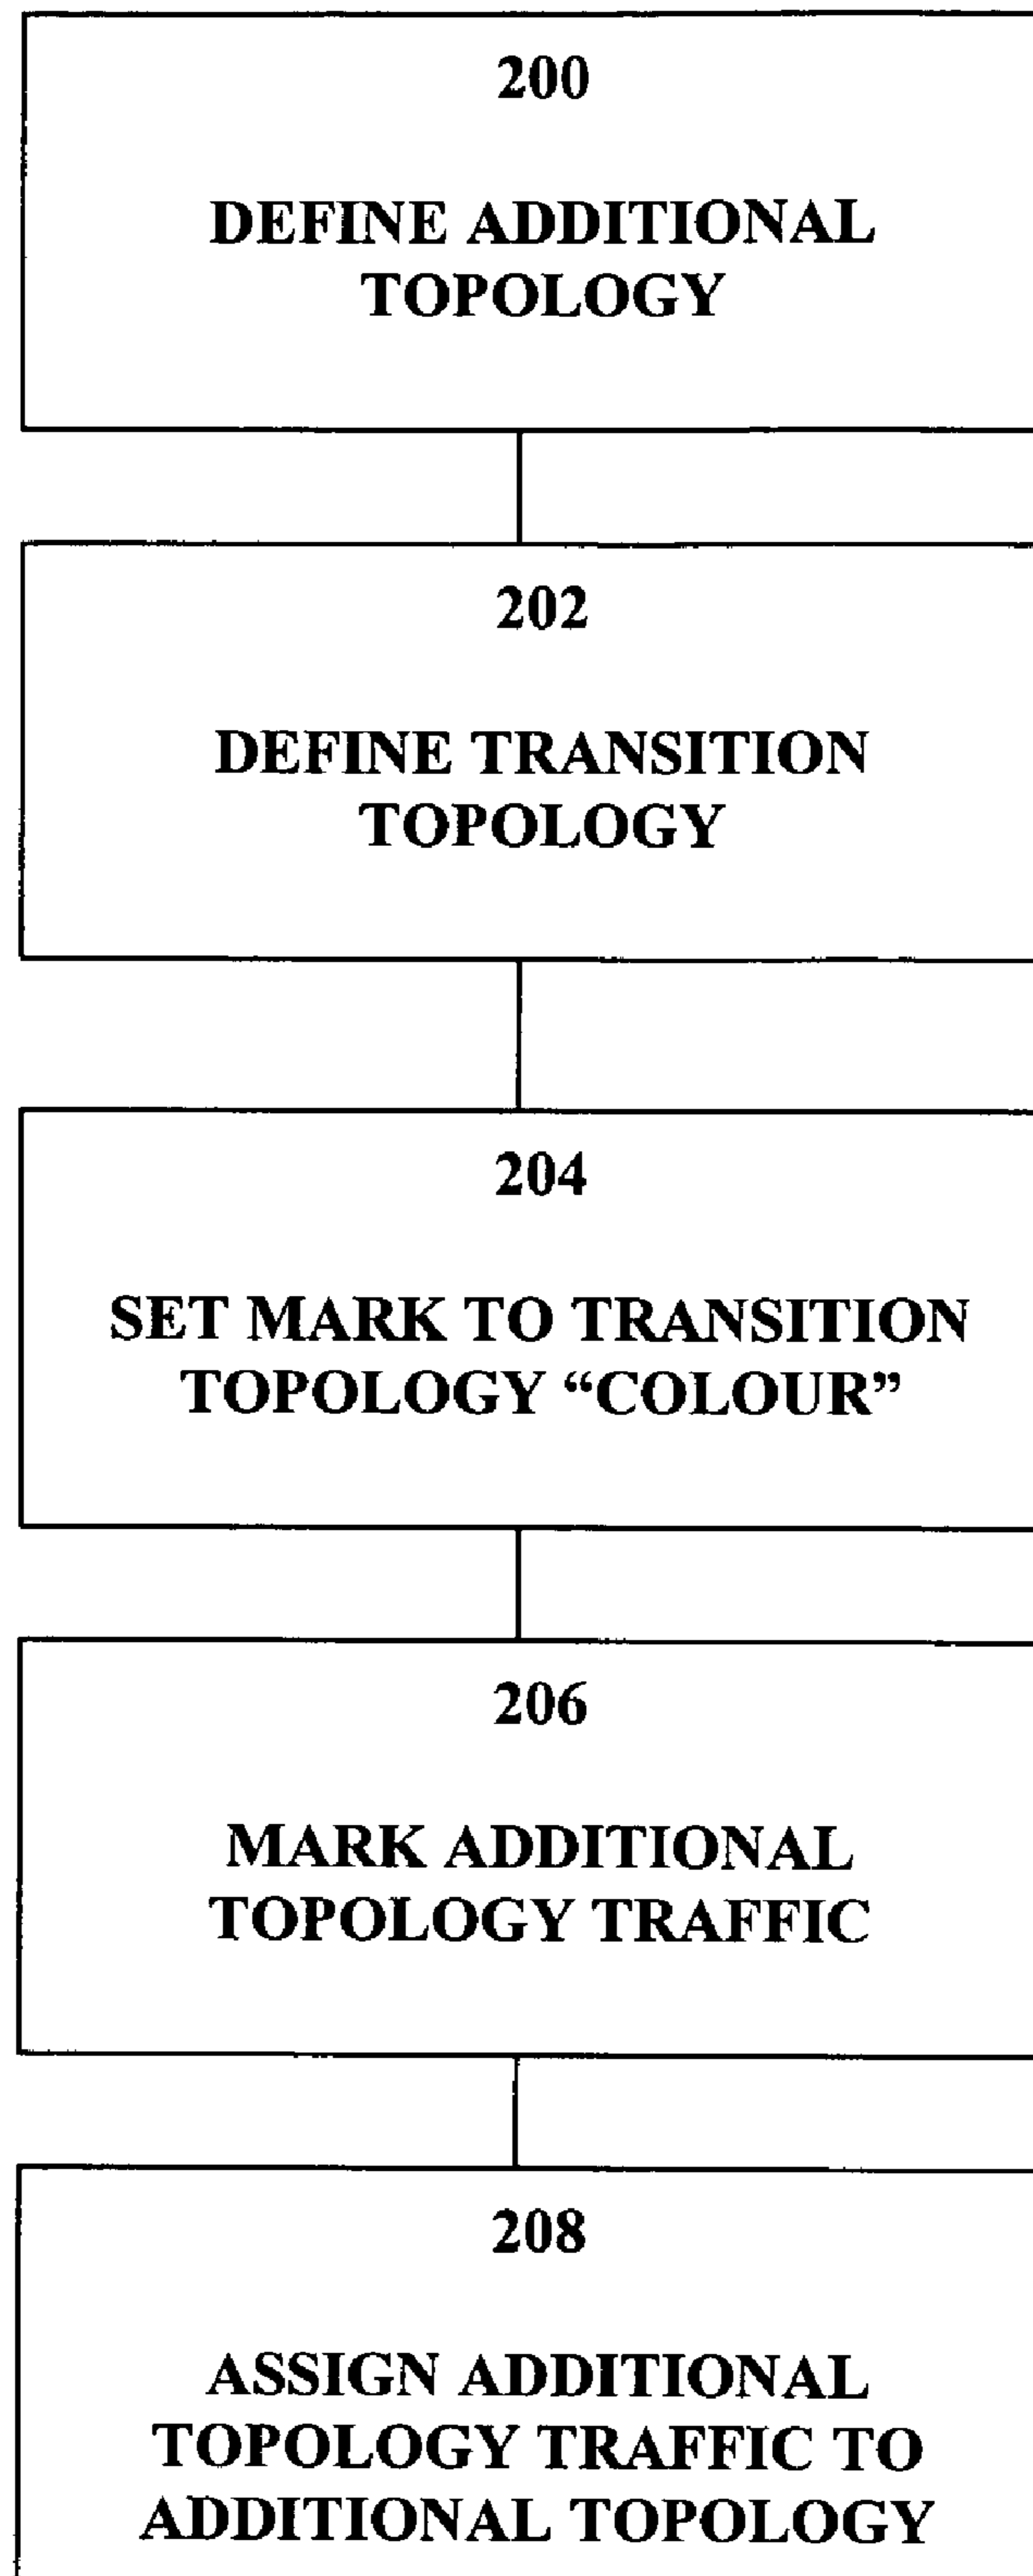 200
DEFINE ADDITIONAL
TOPOLOGY
202
DEFINE TRANSITION
TOPOLOGY
204
SET MARK TO TRANSITION
TOPOLOGY “COLOUR”
206
MARK ADDITIONAL
TOPOLOGY TRAFFIC
208
ASSIGN ADDITIONAL
TOPOLOGY TRAFFIC TO
ADDITIONAL TOPOLOGY